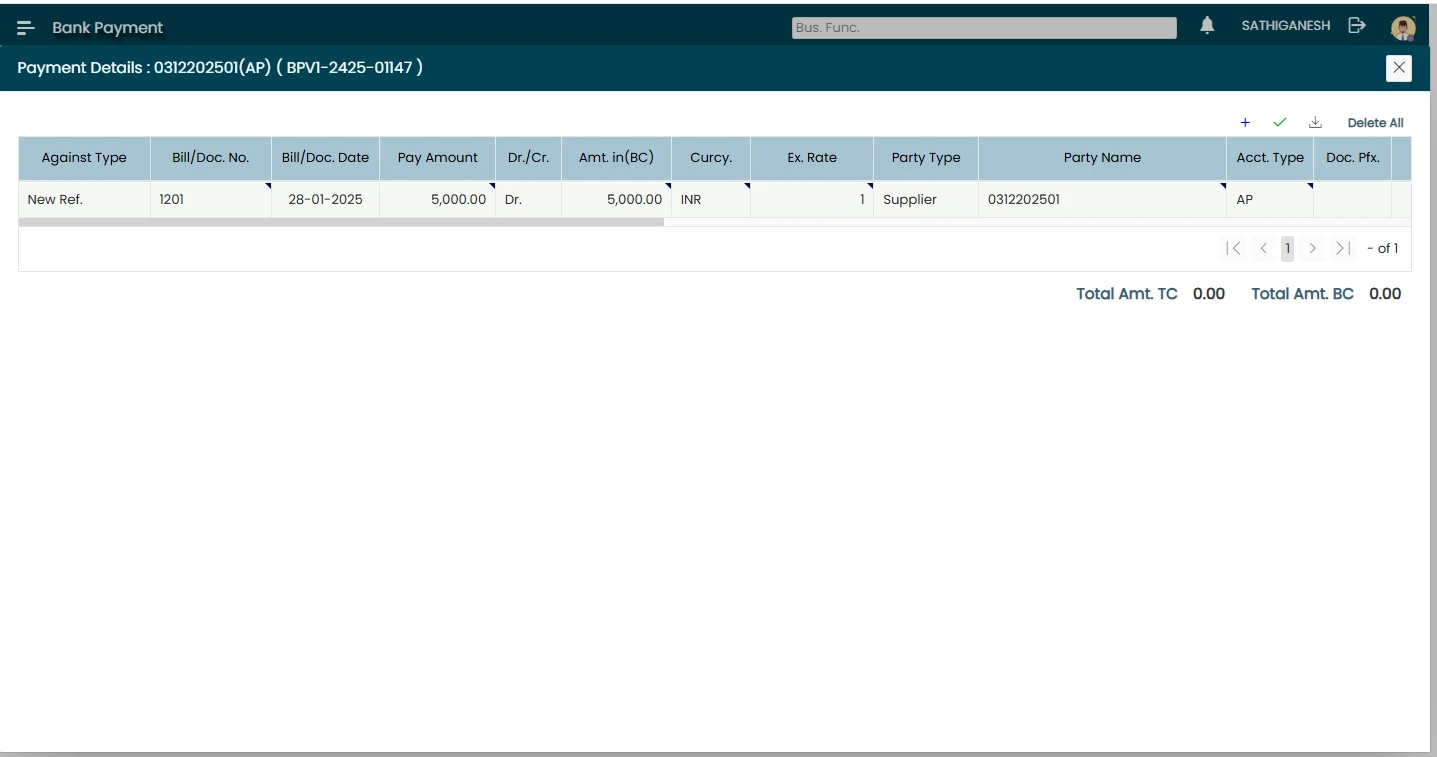 Bank Payment Bus. Func. SATHIGANESH
Payment Details : 0312202501(AP) ( BPV1-2425-01147 )
Delete All
Against Type Bill/Doc. No. Bill/Doc. Date Pay Amount Dr./Cr. Amt. in(BC) Curcy. Ex. Rate Party Type Party Name Acct. Type Doc. Pfx.
New Ref. 1201 28-01-2025 5,000.00 Dr. 5,000.00 INR 1 Supplier 0312202501 AP
1 - of 1
Total Amt. TC 0.00 Total Amt. BC 0.00